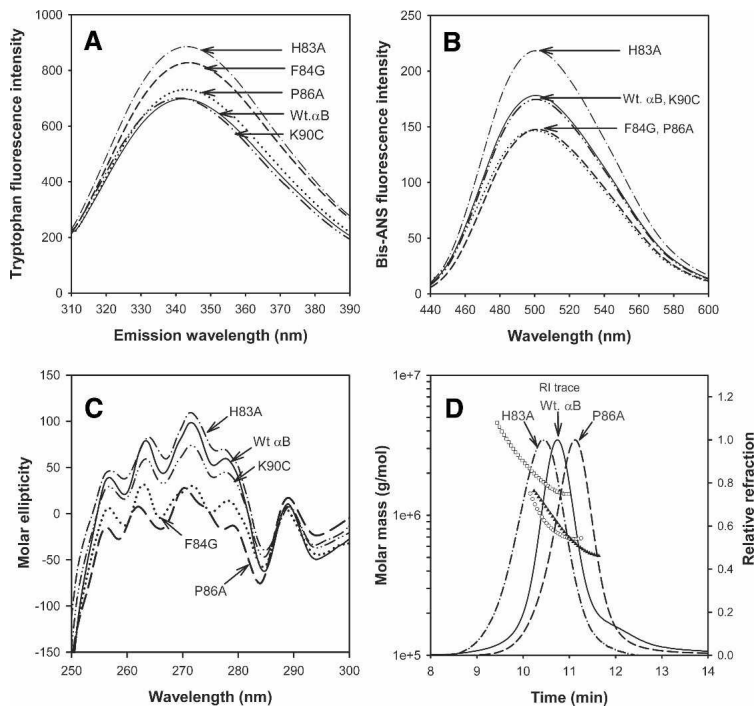 A
Tryptophan fluorescence intensity
1000
800
600
400
200
0
H83A
F84G
P86A
Wt.αB
K90C
310 320 330 340 350 360 370 380 390
Emission wavelength (nm)
B
Bis-ANS fluorescence intensity
250
200
150
100
50
0
H83A
Wt. αB, K90C
F84G, P86A
440 460 480 500 520 540 560 580 600
Wavelength (nm)
C
Molar ellipticity
150
100
50
0
-50
-100
-150
H83A
Wt αB
K90C
F84G
P86A
250 260 270 280 290 300
Wavelength (nm)
D
Molar mass (g/mol)
1e+7
1e+6
1e+5
RI trace
H83A Wt. αB P86A
1.2
1.0
0.8
0.6
0.4
0.2
0.0
Relative refraction
8 9 10 11 12 13 14
Time (min)